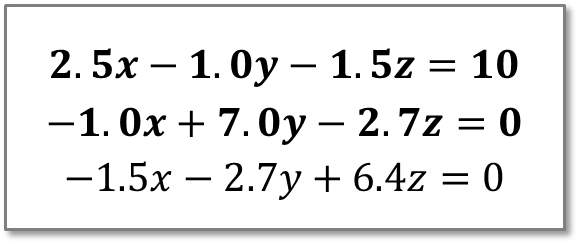 2.5x − 1.0y − 1.5z = 10
−1.0x + 7.0y − 2.7z = 0
−1.5x − 2.7y + 6.4z = 0